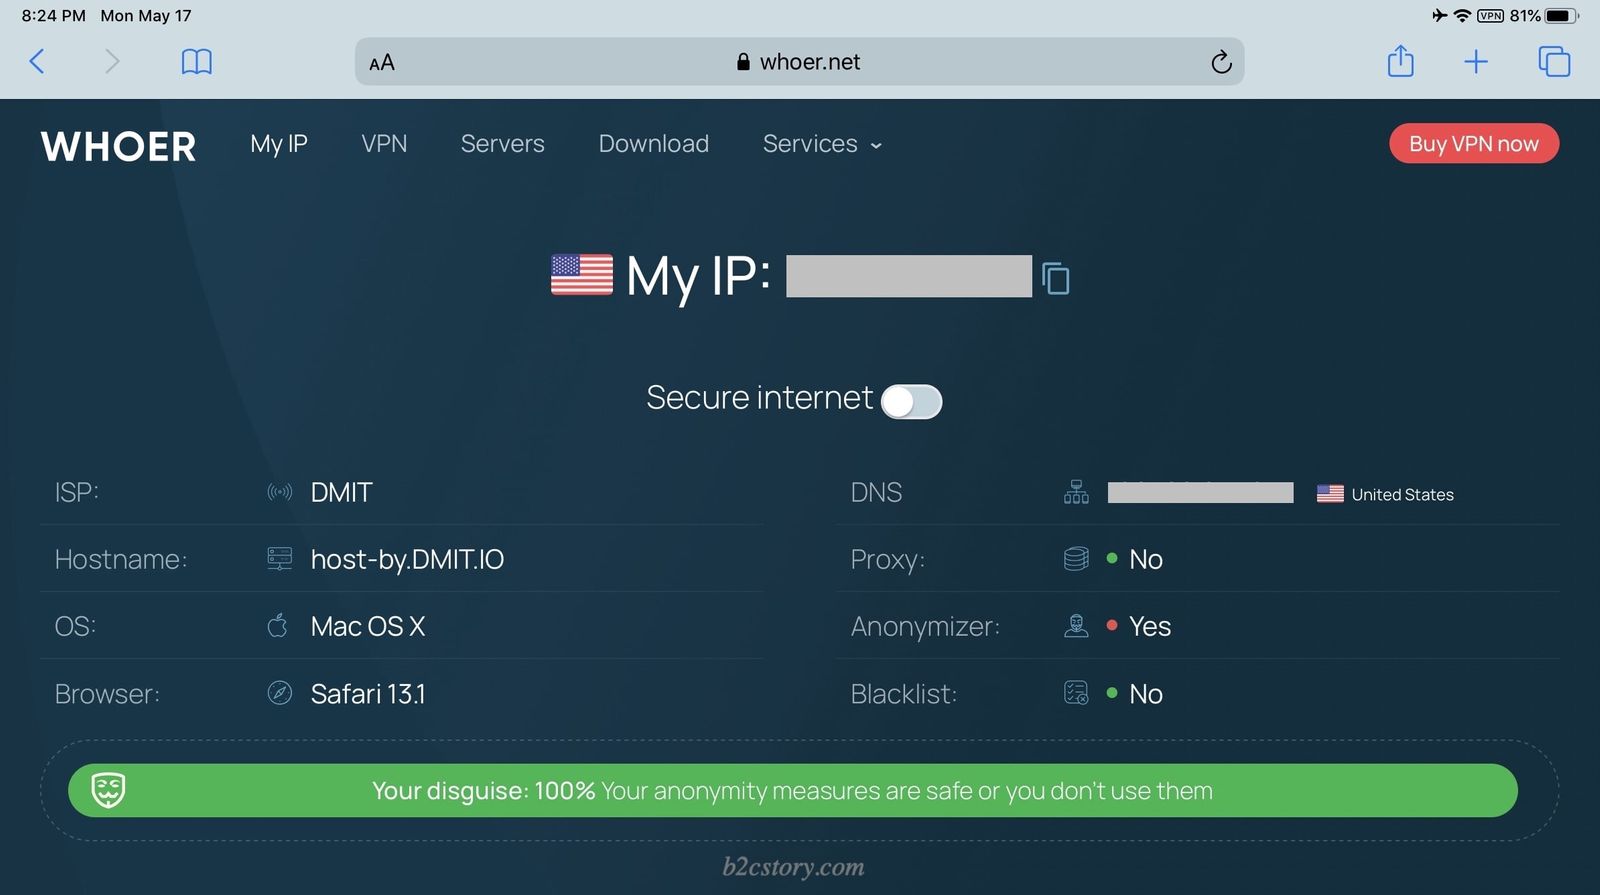 8:24 PM Mon May 17
VPN 81%
AA whoer.net
WHOER My IP VPN Servers Download Services Buy VPN now
My IP:
Secure internet
ISP: DMIT DNS United States
Hostname: host-by.DMIT.IO Proxy: No
OS: Mac OS X Anonymizer: Yes
Browser: Safari 13.1 Blacklist: No
Your disguise: 100% Your anonymity measures are safe or you don't use them
b2cstory.com